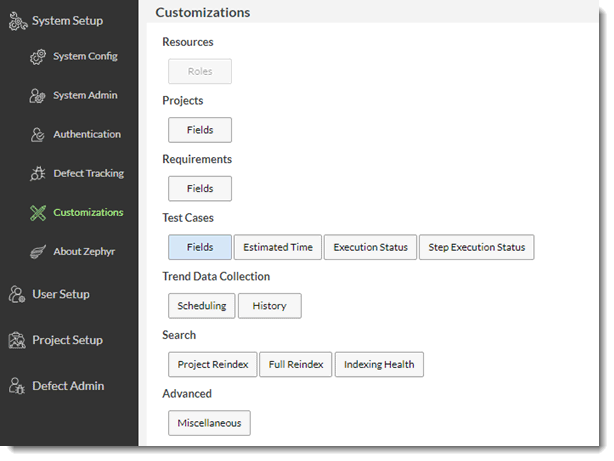 System Setup
System Config
System Admin
Authentication
Defect Tracking
Customizations
About Zephyr
User Setup
Project Setup
Defect Admin
Customizations
Resources
Roles
Projects
Fields
Requirements
Fields
Test Cases
Fields Estimated Time Execution Status Step Execution Status
Trend Data Collection
Scheduling History
Search
Project Reindex Full Reindex Indexing Health
Advanced
Miscellaneous